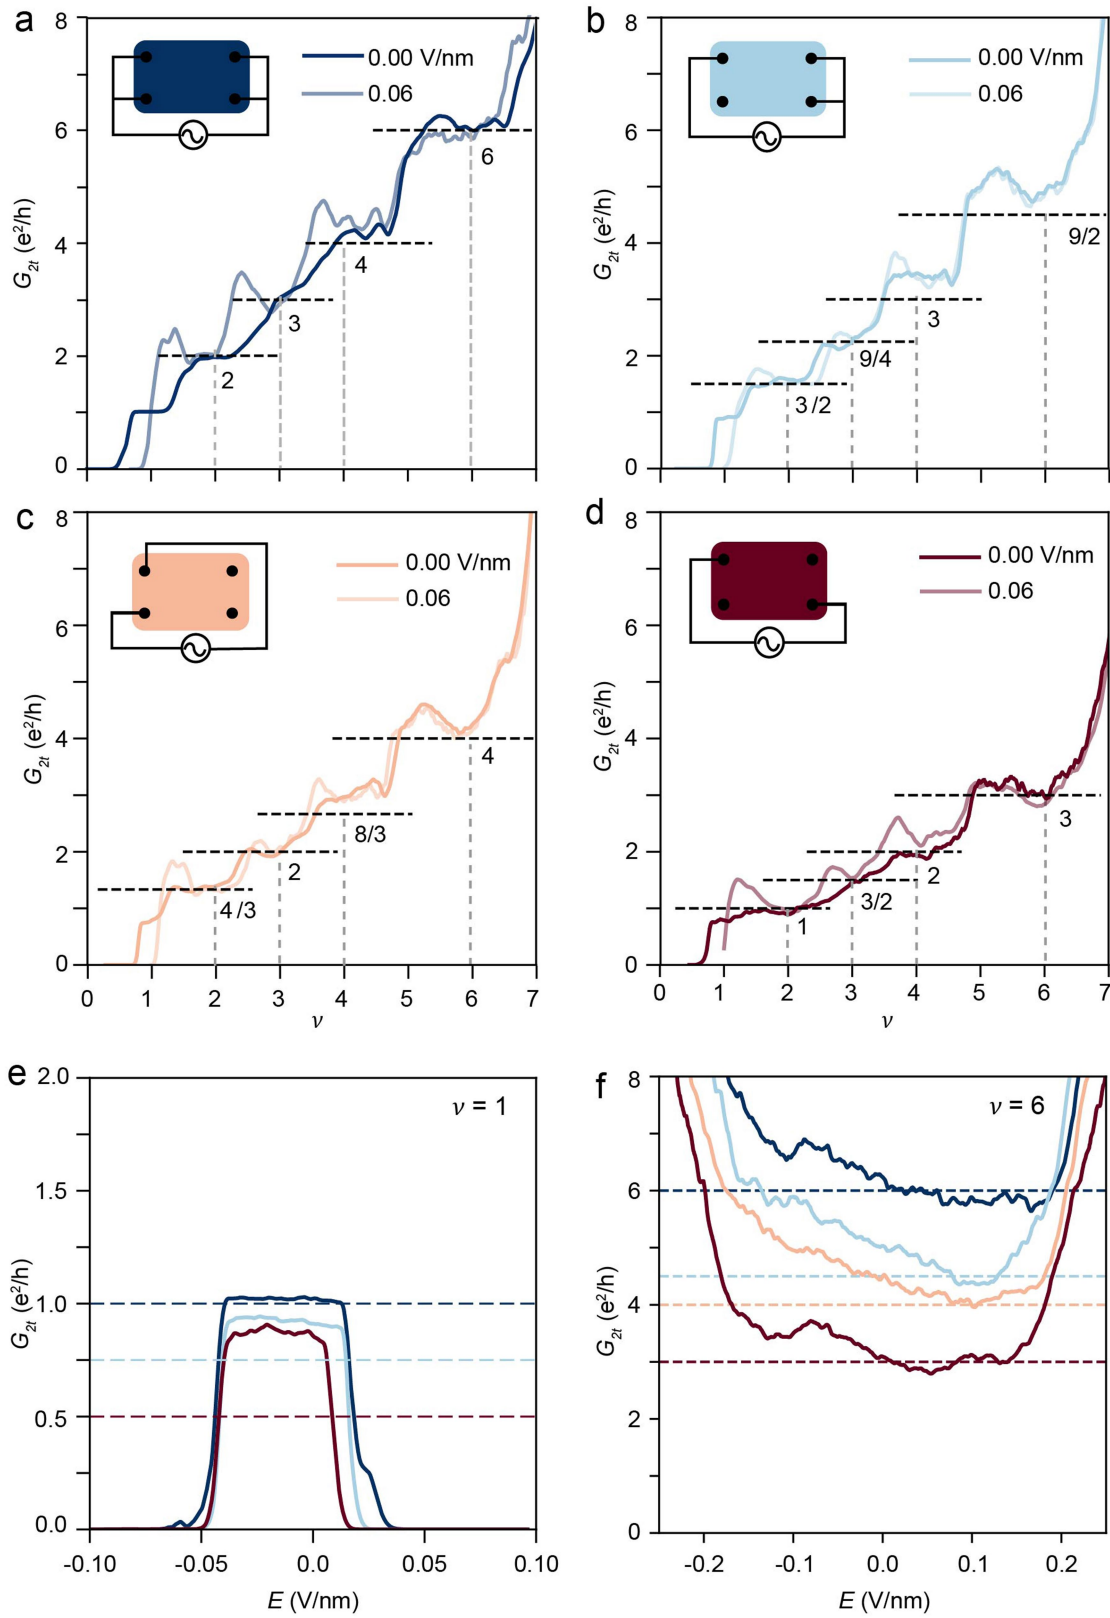 a
8
6
4
2
0
G2t (e²/h)
0.00 V/nm
0.06
2
3
4
6
b
8
6
4
2
0
G2t (e²/h)
0.00 V/nm
0.06
3/2
9/4
3
9/2
c
8
6
4
2
0
G2t (e²/h)
0.00 V/nm
0.06
4/3
2
8/3
4
0 1 2 3 4 5 6 7
ν
d
8
6
4
2
0
G2t (e²/h)
0.00 V/nm
0.06
1
3/2
2
3
0 1 2 3 4 5 6 7
ν
e
2.0
1.5
1.0
0.5
0.0
G2t (e²/h)
ν = 1
-0.10 -0.05 0.0 0.05 0.10
E (V/nm)
f
8
6
4
2
0
G2t (e²/h)
ν = 6
-0.2 -0.1 0.0 0.1 0.2
E (V/nm)